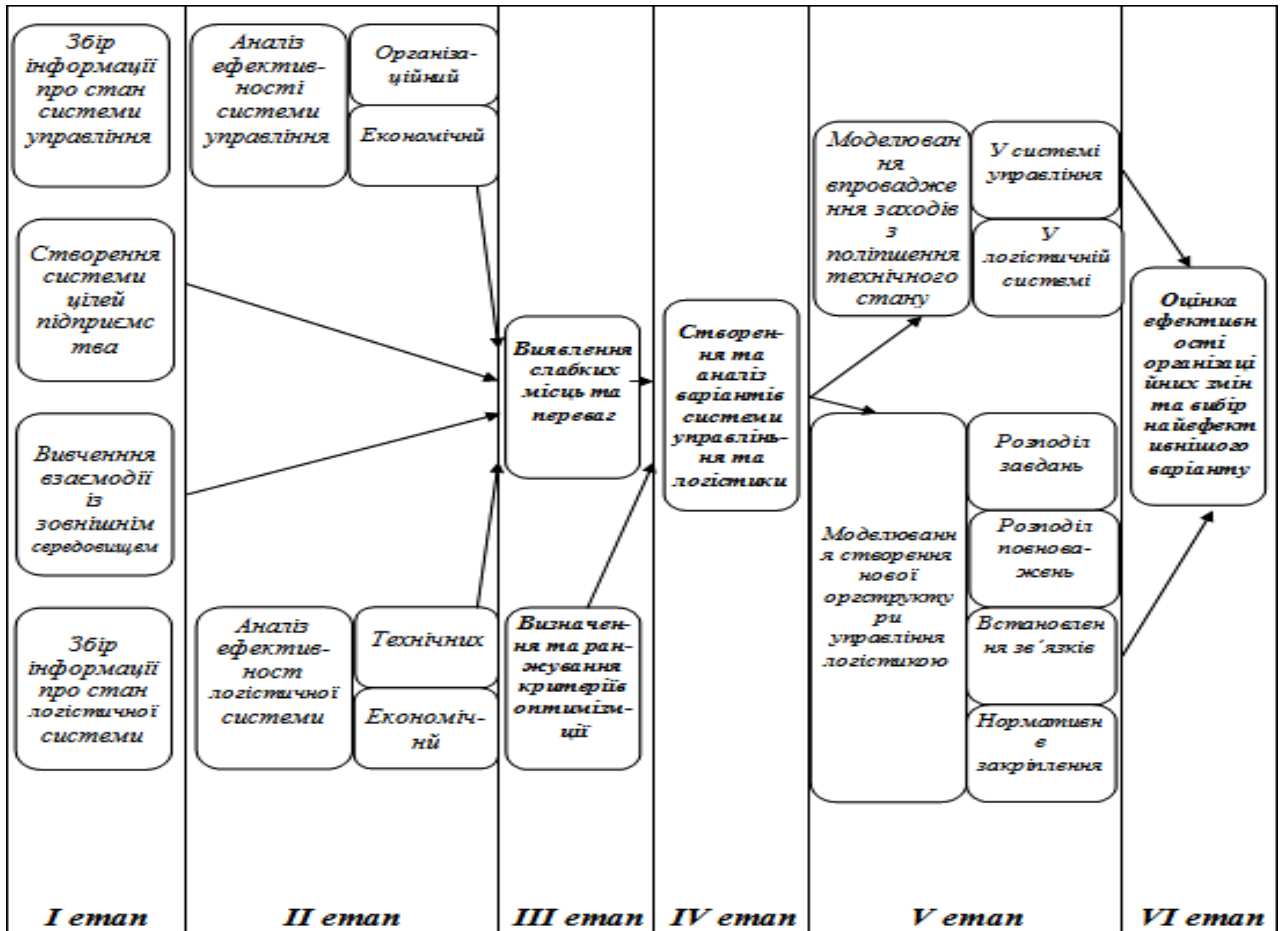 Збір
інформації
про стан
системи
управління
Створення
системи
цілей
підприємс
тва
Вивченння
взаємодії
із
зовнішнім
середовищем
Збір
інформації
про стан
логістичної
системи
I етап
Аналіз
ефектив-
ності
системи
управління
Організа-
ційний
Економічнй
Аналіз
ефектив-
ност
логістичної
системи
Технічних
Економіч-
нй
II етап
Виявлення
слабких
місць та
переваг
Визначен-
ня та ран-
жування
критеріїв
оптимізм-
ції
III етап
Створен-
ня та
аналіз
варіантів
системи
управлінь-
ня та
логістики
IV етап
Моделюван
ня
впровадже
ння заходів
з
поліпшення
технічного
стану
У системі
управління
У
логістичній
системі
Моделюванн
я створення
нової
оргструкту
ри
управління
логістикою
Розподіл
завдань
Розподіл
повнова-
жень
Встановлен
ня зв´язків
Нормативн
е
закріплення
V етап
Оцінка
ефективн
ості
організаці
йних змін
та вибір
найефект
ивнішого
варіанту
VI етап